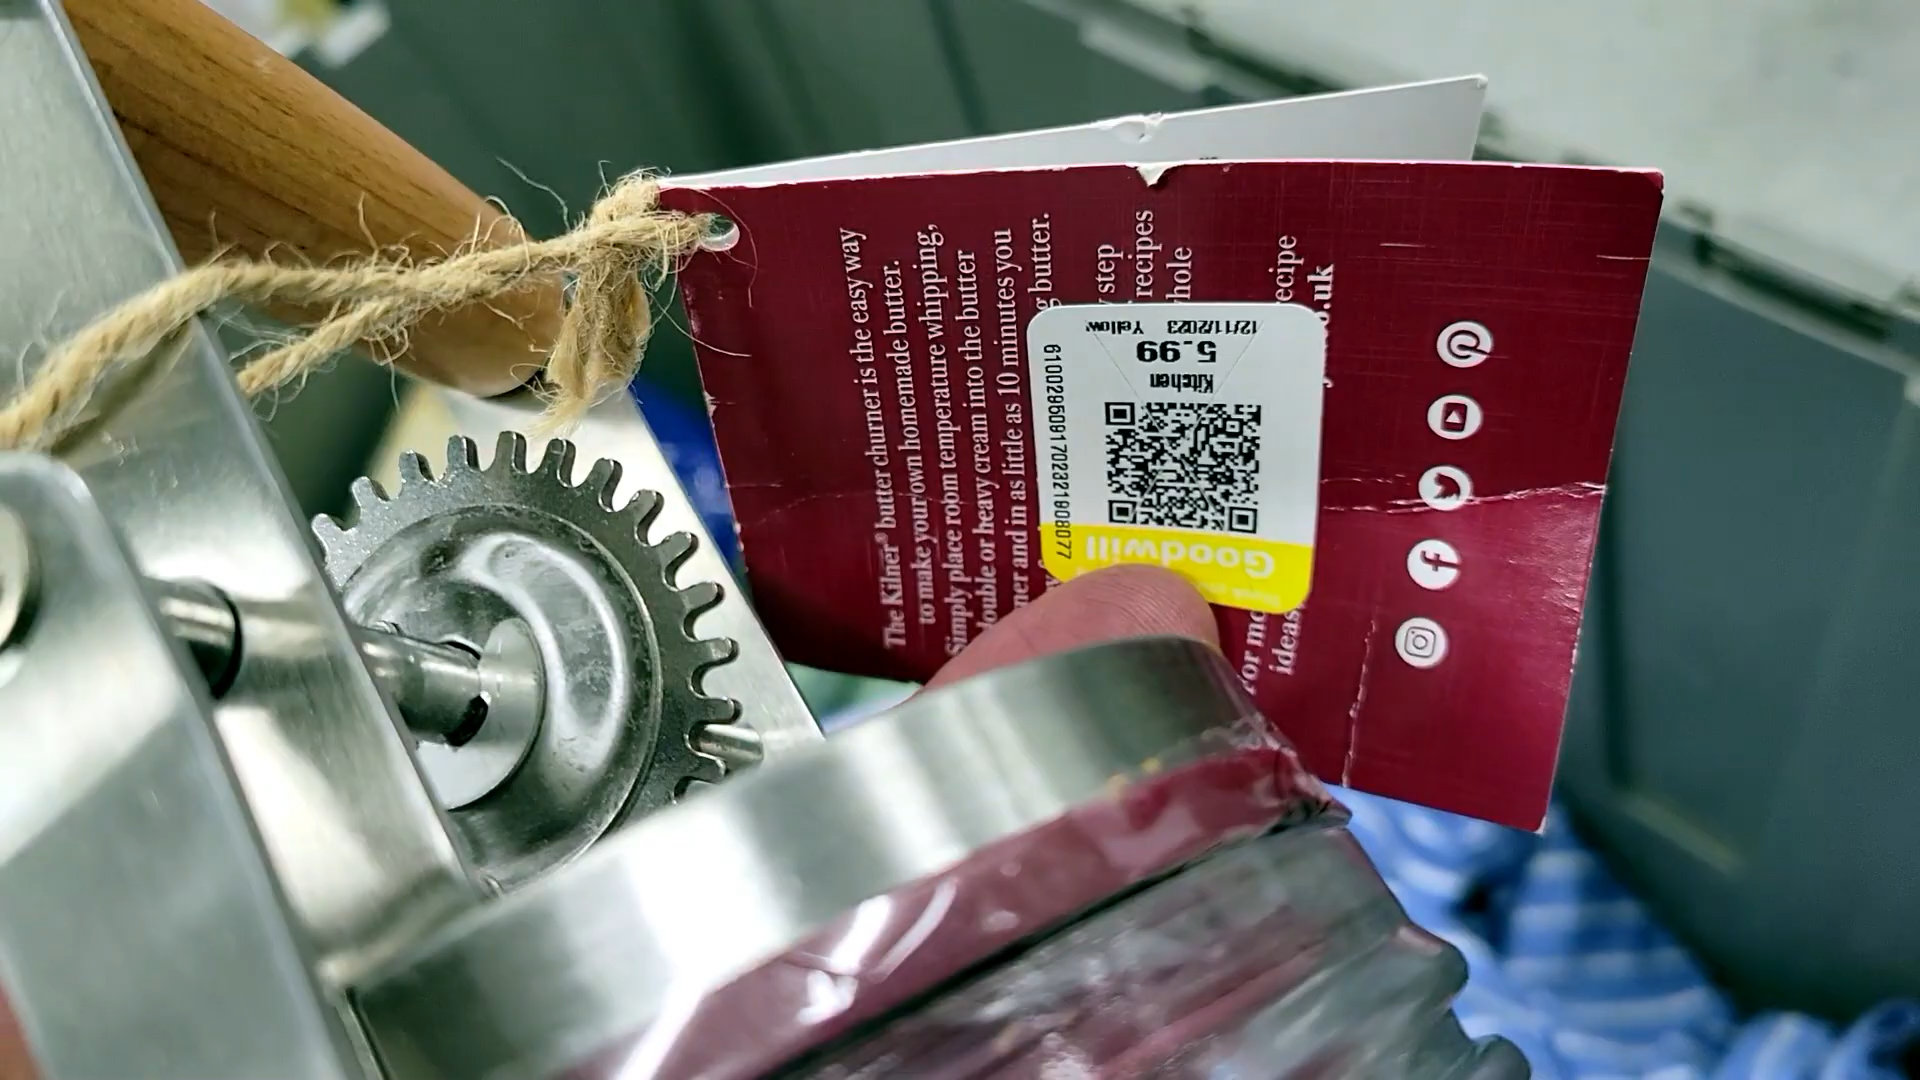 The Kilner® butter churner is the easy way
to make your own homemade butter.
Simply place room temperature whipping,
double or heavy cream into the butter
ner and in as little as 10 minutes you
g butter.
step
recipes
hole
For mo
ecipe
ideas
.uk
12/11/2023 Yellow
5.99
Kitchen
Goodwill
6100295091702321908077